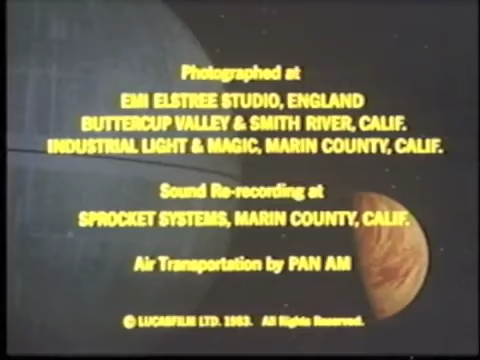 Photographed at
EMI ELSTREE STUDIO, ENGLAND
BUTTERCUP VALLEY & SMITH RIVER, CALIF.
INDUSTRIAL LIGHT & MAGIC, MARIN COUNTY, CALIF.
Sound Re-recording at
SPROCKET SYSTEMS, MARIN COUNTY, CALIF.
Air Transportation by PAN AM
© LUCASFILM LTD. 1983. All Rights Reserved.